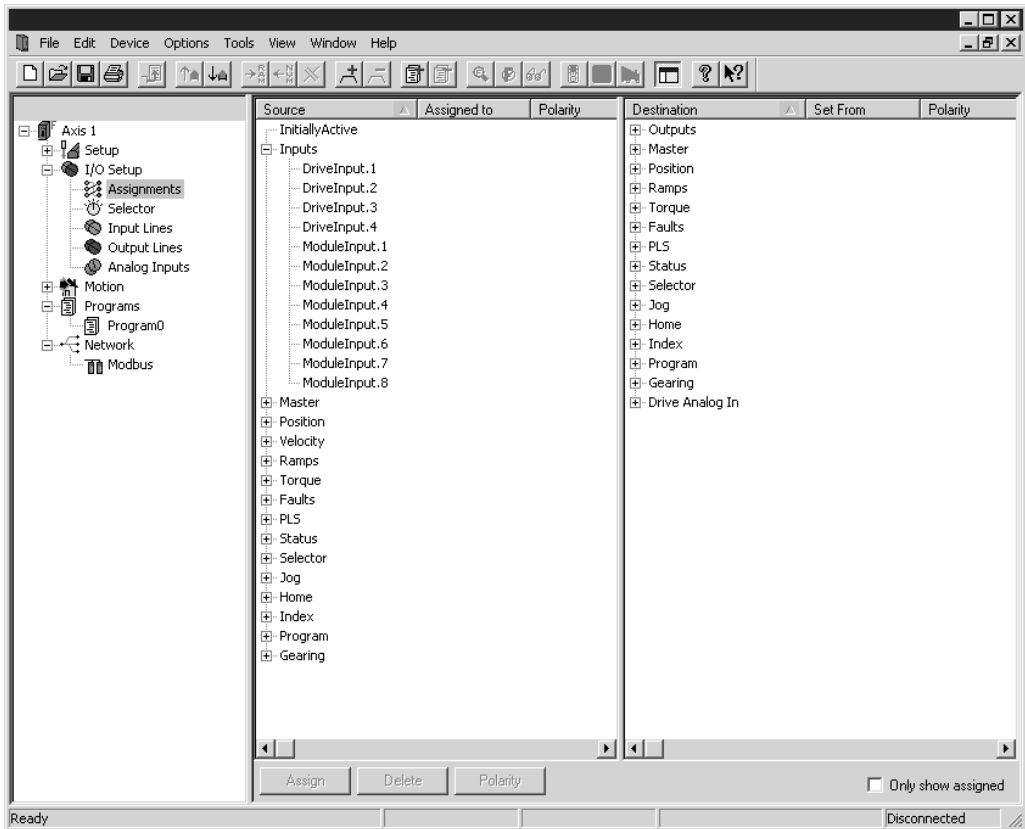 File Edit Device Options Tools View Window Help
Axis 1
Setup
I/O Setup
Assignments
Selector
Input Lines
Output Lines
Analog Inputs
Motion
Programs
Program0
Network
Modbus
Source Assigned to Polarity
InitiallyActive
Inputs
DriveInput.1
DriveInput.2
DriveInput.3
DriveInput.4
ModuleInput.1
ModuleInput.2
ModuleInput.3
ModuleInput.4
ModuleInput.5
ModuleInput.6
ModuleInput.7
ModuleInput.8
Master
Position
Velocity
Ramps
Torque
Faults
PLS
Status
Selector
Jog
Home
Index
Program
Gearing
Destination Set From Polarity
Outputs
Master
Position
Ramps
Torque
Faults
PLS
Status
Selector
Jog
Home
Index
Program
Gearing
Drive Analog In
Assign Delete Polarity
Only show assigned
Ready Disconnected